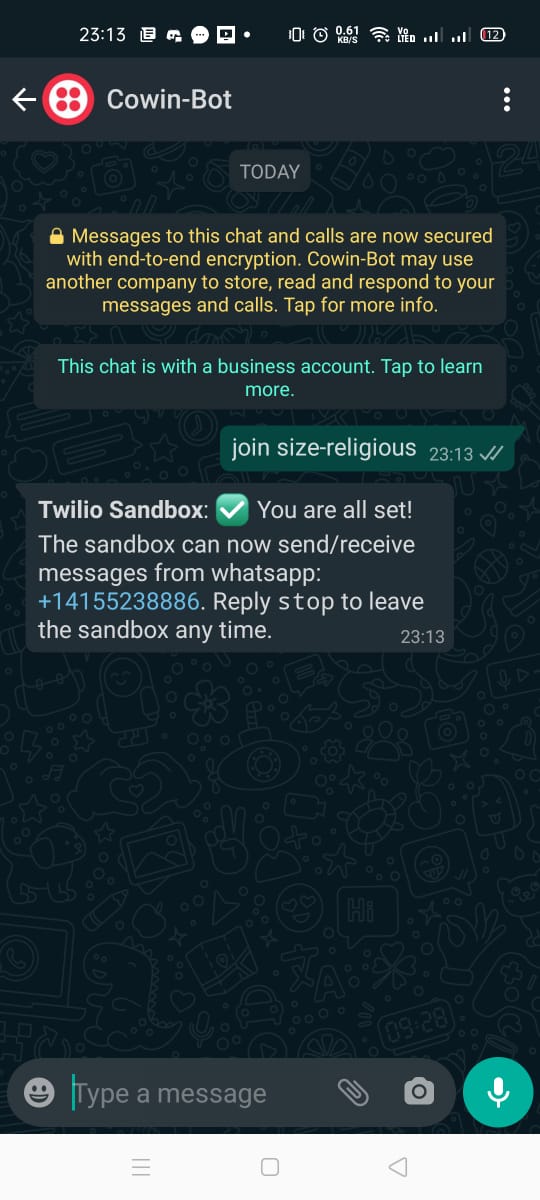 23:13 0.61 KB/S Vo LTED 12
Cowin-Bot
TODAY
Messages to this chat and calls are now secured
with end-to-end encryption. Cowin-Bot may use
another company to store, read and respond to your
messages and calls. Tap for more info.
This chat is with a business account. Tap to learn
more.
join size-religious 23:13
Twilio Sandbox: ✅ You are all set!
The sandbox can now send/receive
messages from whatsapp:
+14155238886. Reply stop to leave
the sandbox any time. 23:13
Hi
09:28
Type a message